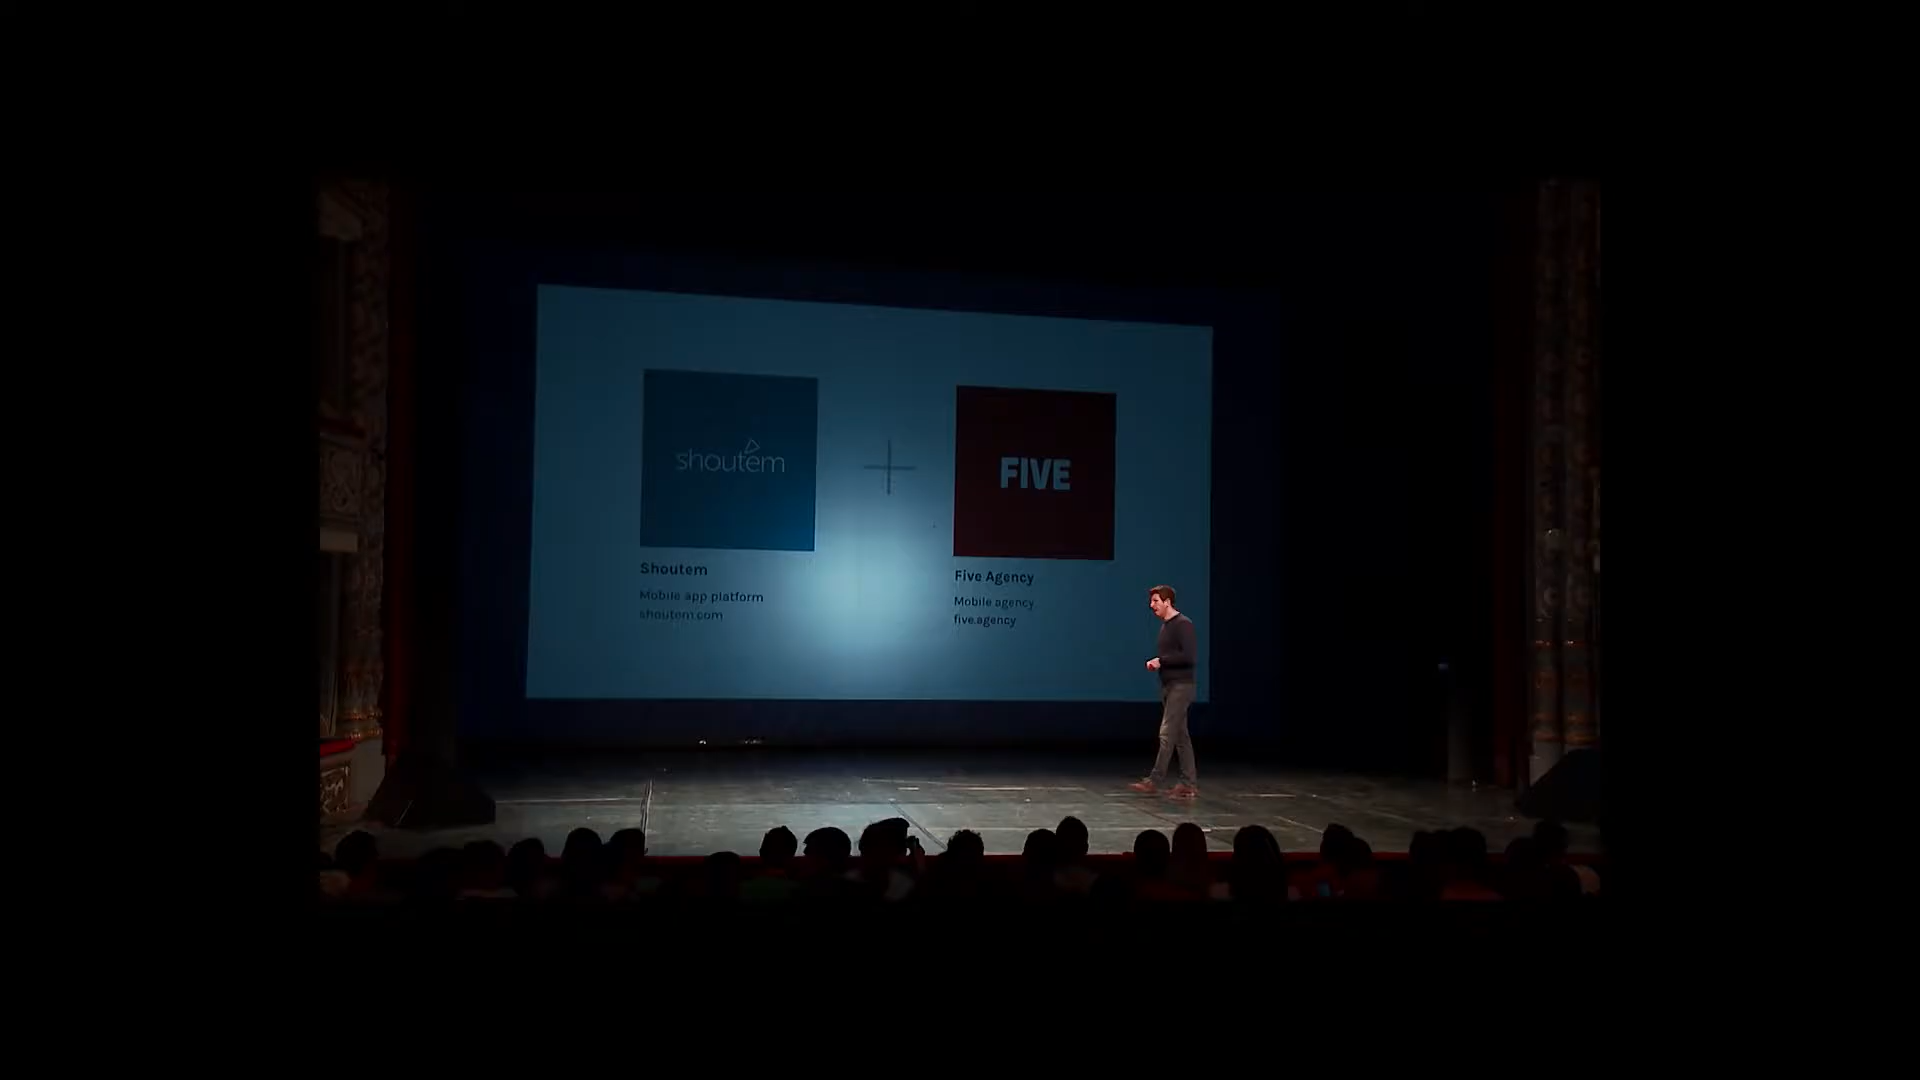 shoutem
FIVE
Shoutem
Mobile app platform
shoutem.com
Five Agency
Mobile agency
five.agency